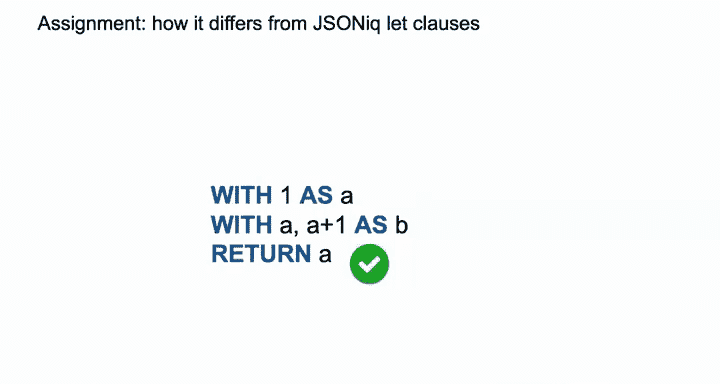 Assignment: how it differs from JSONiq let clauses
WITH 1 AS a
WITH a, a+1 AS b
RETURN a